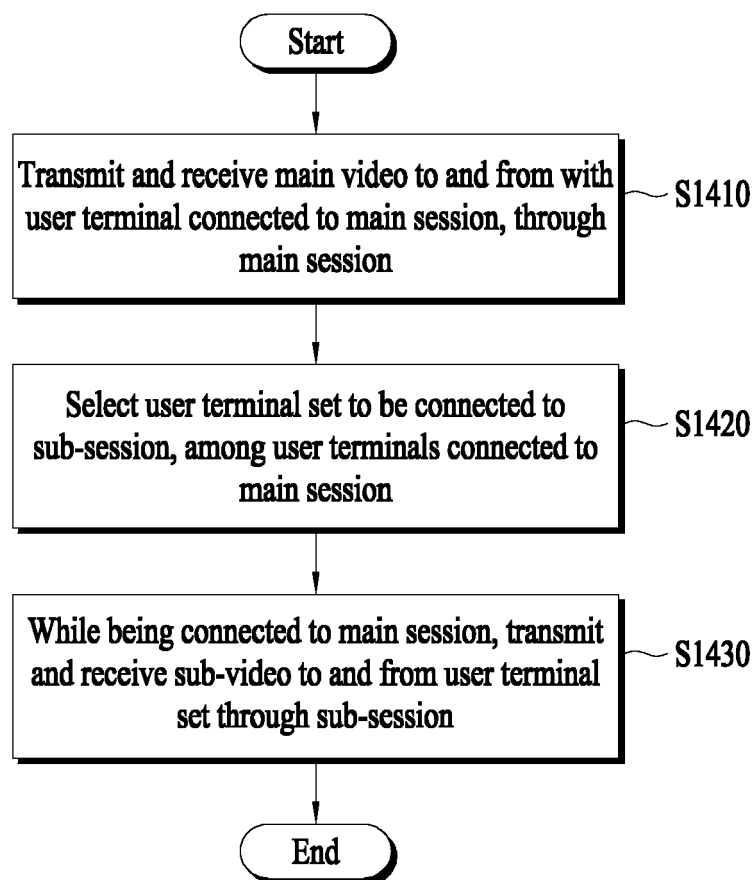 Start
Transmit and receive main video to and from with
user terminal connected to main session, through
main session
S1410
Select user terminal set to be connected to
sub-session, among user terminals connected to
main session
S1420
While being connected to main session, transmit
and receive sub-video to and from user terminal
set through sub-session
S1430
End